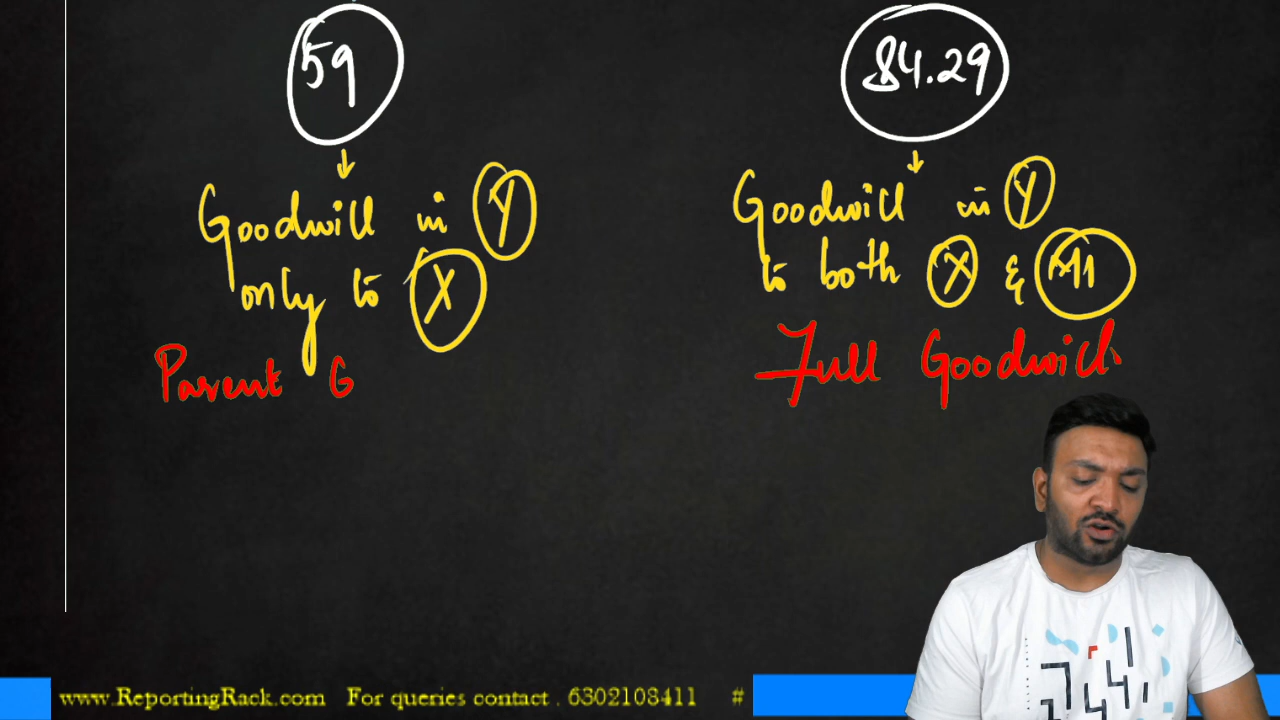 59
Goodwill in Y
only to X
Parent G
84.29
Goodwill in Y
to both X &
Full Goodwill
www.ReportingRack.com For queries contact . 6302108411 #